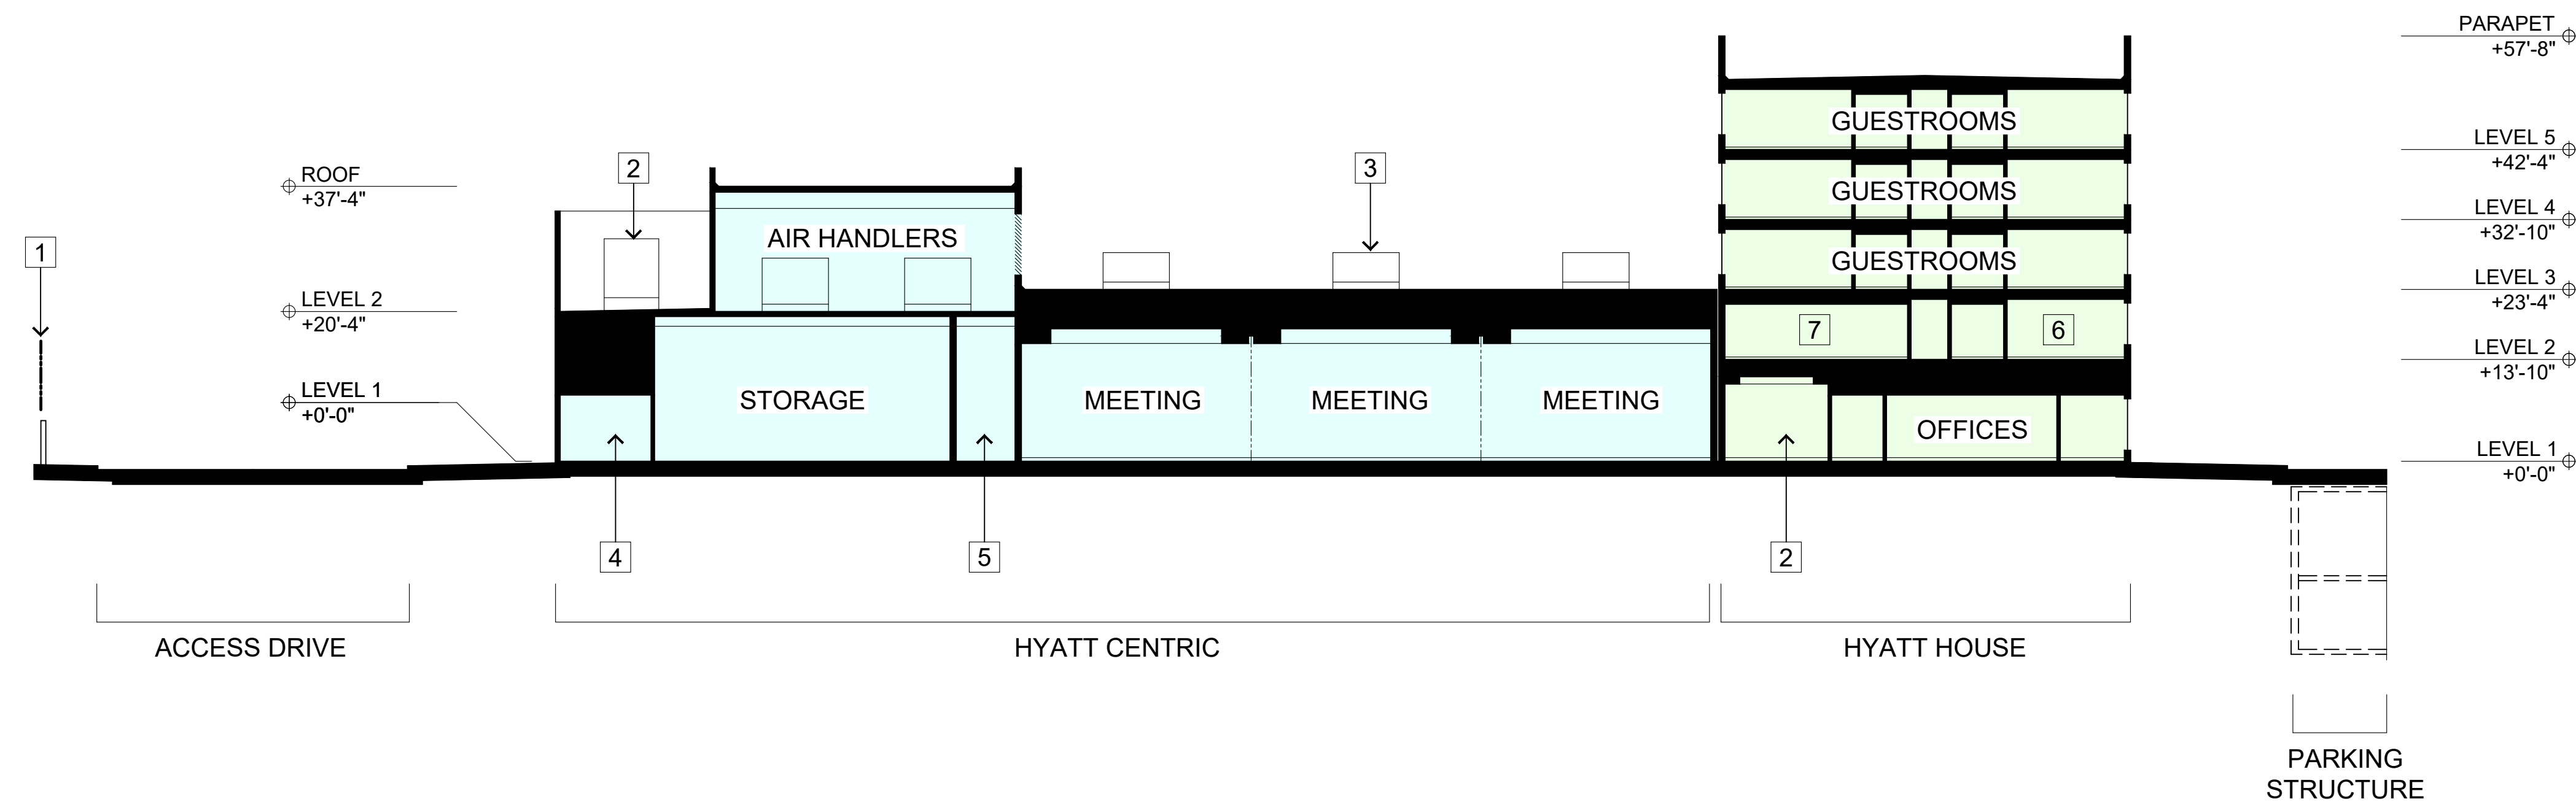 PARAPET
+57'-8"
GUESTROOMS
LEVEL 5
+42'-4"
2
3
ROOF
+37'-4"
GUESTROOMS
LEVEL 4
+32'-10"
1
AIR HANDLERS
GUESTROOMS
LEVEL 3
+23'-4"
LEVEL 2
+20'-4"
7
6
LEVEL 2
+13'-10"
LEVEL 1
+0'-0"
STORAGE
MEETING
MEETING
MEETING
OFFICES
LEVEL 1
+0'-0"
4
5
2
ACCESS DRIVE
HYATT CENTRIC
HYATT HOUSE
PARKING
STRUCTURE